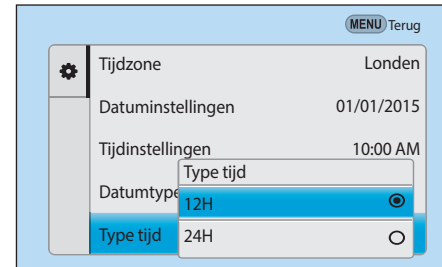 MENU Terug
Tijdzone Londen
Datuminstellingen 01/01/2015
Tijdinstellingen 10:00 AM
Type tijd
Datumtype
12H
Type tijd 24H